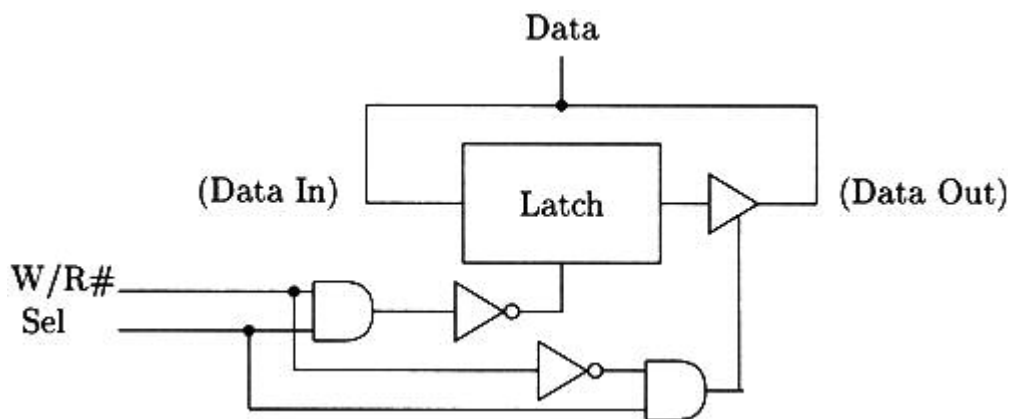 Data
(Data In)
Latch
(Data Out)
W/R#
Sel